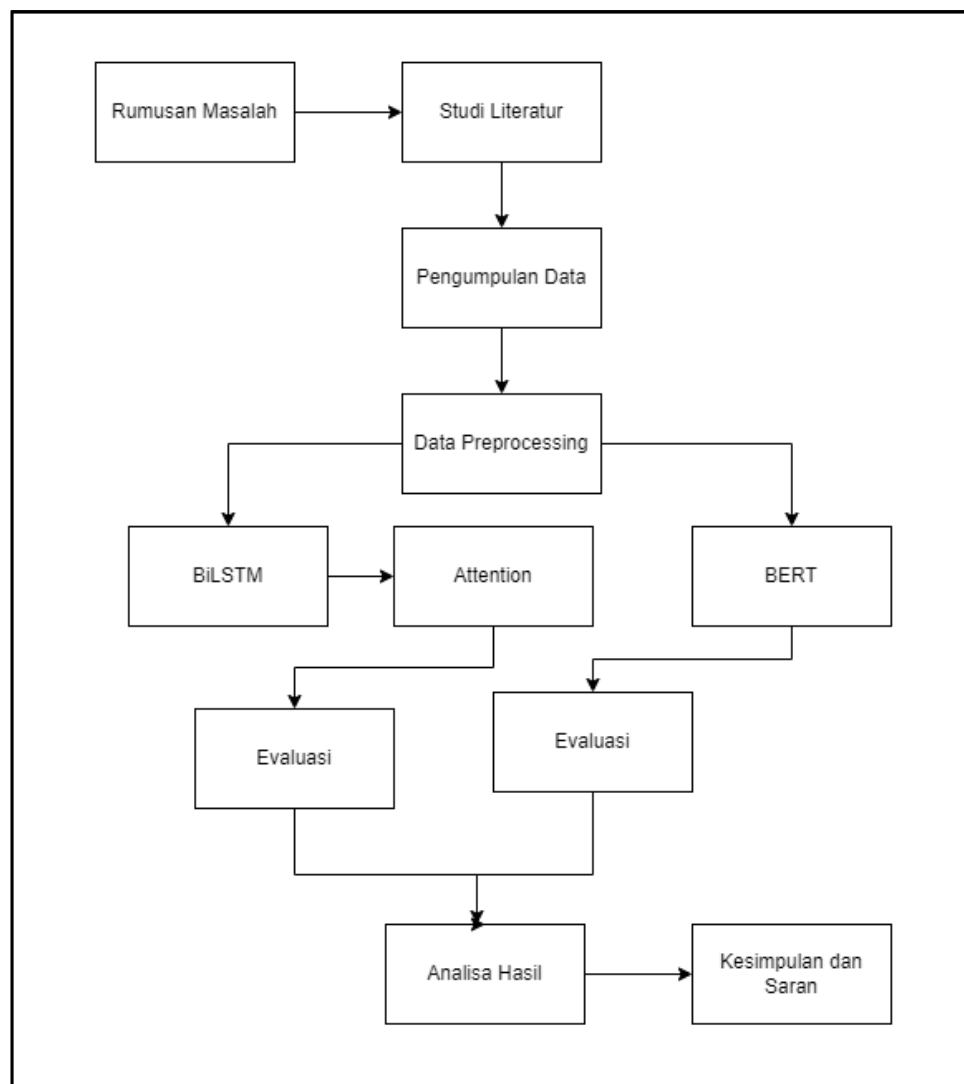 Rumusan Masalah
Studi Literatur
Pengumpulan Data
Data Preprocessing
BiLSTM
Attention
BERT
Evaluasi
Evaluasi
Analisa Hasil
Kesimpulan dan
Saran